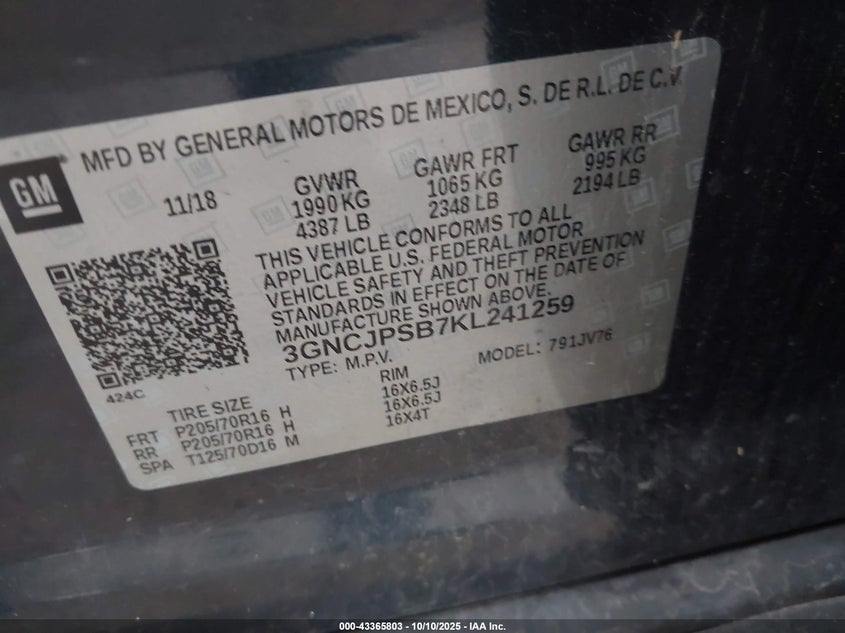 MFD BY GENERAL MOTORS DE MEXICO, S. DE R.L. DE C.V.
GM
11/18 GVWR GAWR FRT GAWR RR
1990 KG 1065 KG 995 KG
4387 LB 2348 LB 2194 LB
THIS VEHICLE CONFORMS TO ALL
APPLICABLE U.S. FEDERAL MOTOR
VEHICLE SAFETY AND THEFT PREVENTION
STANDARDS IN EFFECT ON THE DATE OF
MANUFACTURE SHOWN ABOVE.
3GNCJPSB7KL241259
TYPE: M.P.V. MODEL: 791JV76
424C
TIRE SIZE RIM
FRT P205/70R16 H 16X6.5J
RR P205/70R16 H 16X6.5J
SPA T125/70D16 M 16X4T
000-43365803 - 10/10/2025 - IAA Inc.